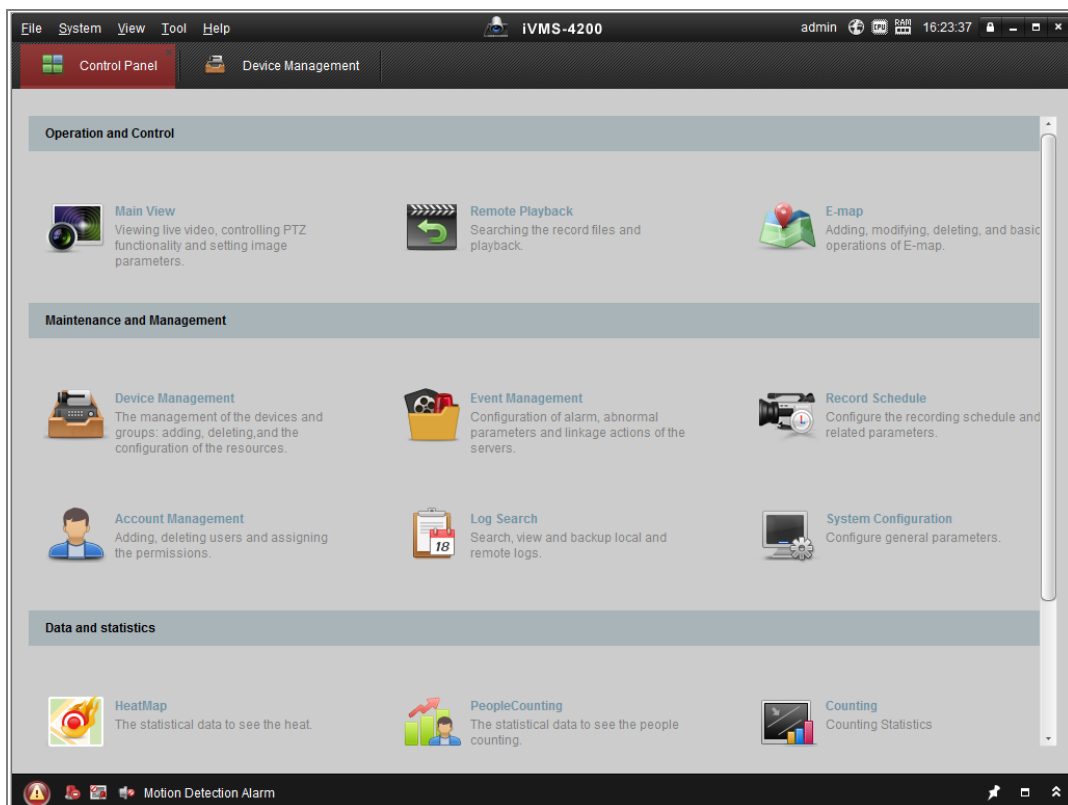 File System View Tool Help
iVMS-4200
admin CPU RAM 16:23:37
Control Panel
Device Management
Operation and Control
Main View
Viewing live video, controlling PTZ
functionality and setting image
parameters.
Remote Playback
Searching the record files and
playback.
E-map
Adding, modifying, deleting, and basic
operations of E-map.
Maintenance and Management
Device Management
The management of the devices and
groups: adding, deleting,and the
configuration of the resources.
Event Management
Configuration of alarm, abnormal
parameters and linkage actions of the
servers.
Record Schedule
Configure the recording schedule and
related parameters.
Account Management
Adding, deleting users and assigning
the permissions.
18
Log Search
Search, view and backup local and
remote logs.
System Configuration
Configure general parameters.
Data and statistics
HeatMap
The statistical data to see the heat.
PeopleCounting
The statistical data to see the people
counting.
Counting
Counting Statistics
Motion Detection Alarm